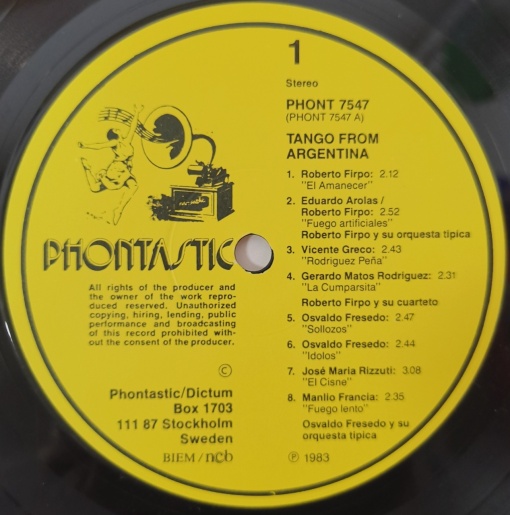 1
Stereo
PHONT 7547
(PHONT 7547 A)
TANGO FROM
ARGENTINA
1. Roberto Firpo: 2.12
"El Amanecer"
2. Eduardo Arolas /
Roberto Firpo: 2.52
"Fuego artificiales"
Roberto Firpo y su orquesta tipica
3. Vicente Greco: 2.43
"Rodriguez Peña"
4. Gerardo Matos Rodriguez: 2.31
"La Cumparsita"
Roberto Firpo y su cuarteto
5. Osvaldo Fresedo: 2.47
"Sollozos"
6. Osvaldo Fresedo: 2.44
"Idolos"
7. José Maria Rizzuti: 3.08
"El Cisne"
8. Manlio Francia: 2.35
"Fuego lento"
Osvaldo Fresedo y su
orquesta tipica
℗ 1983
PHONTASTIC
All rights of the producer and
the owner of the work repro-
duced reserved. Unauthorized
copying, hiring, lending, public
performance and broadcasting
of this record prohibited with-
out the consent of the producer.
©
Phontastic/Dictum
Box 1703
111 87 Stockholm
Sweden
BIEM/ncb